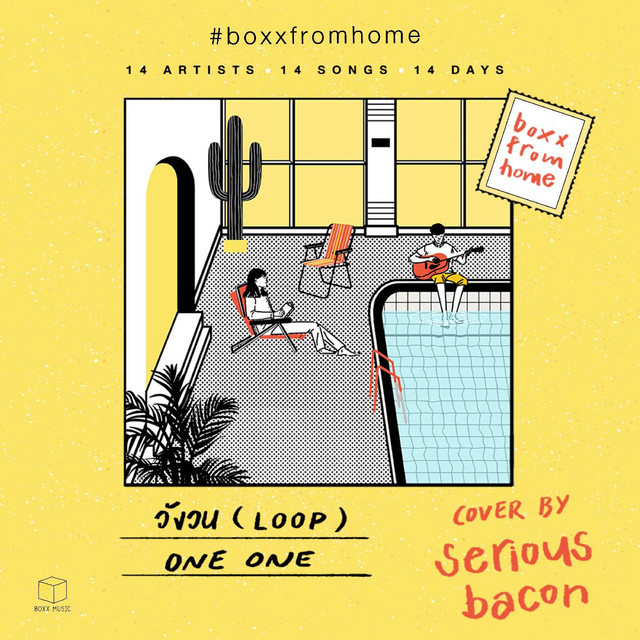 #boxxfromhome
14 ARTISTS • 14 SONGS • 14 DAYS
boxx
from
home
วังวน (LOOP)
ONE ONE
COVER BY
serious
bacon
BOXX MUSIC